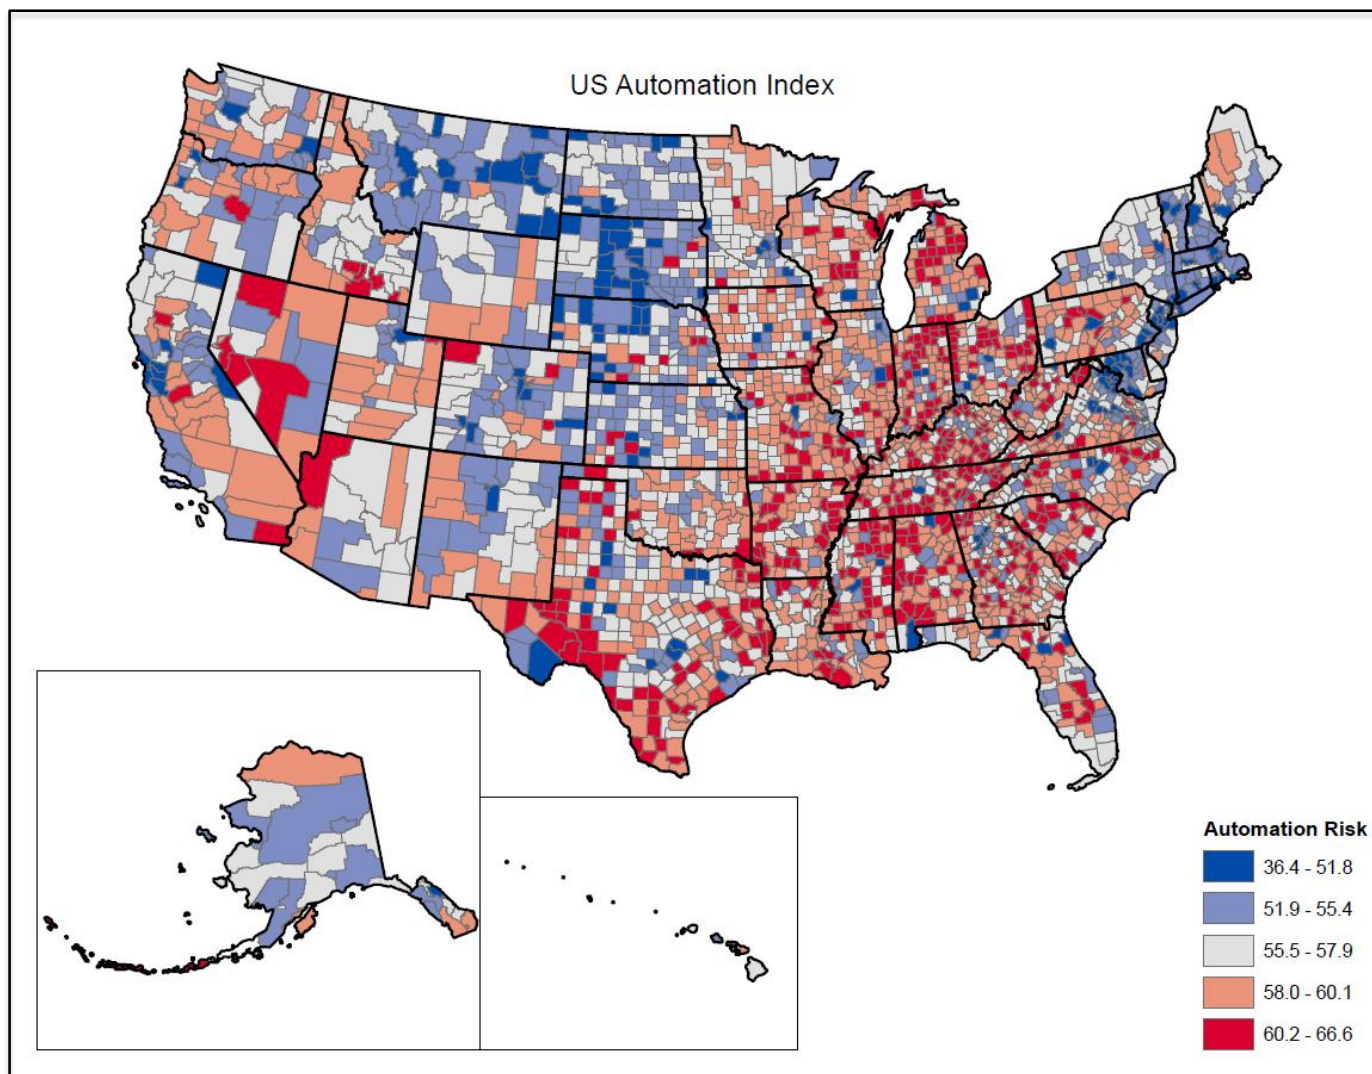 US Automation Index
Automation Risk
36.4 - 51.8
51.9 - 55.4
55.5 - 57.9
58.0 - 60.1
60.2 - 66.6